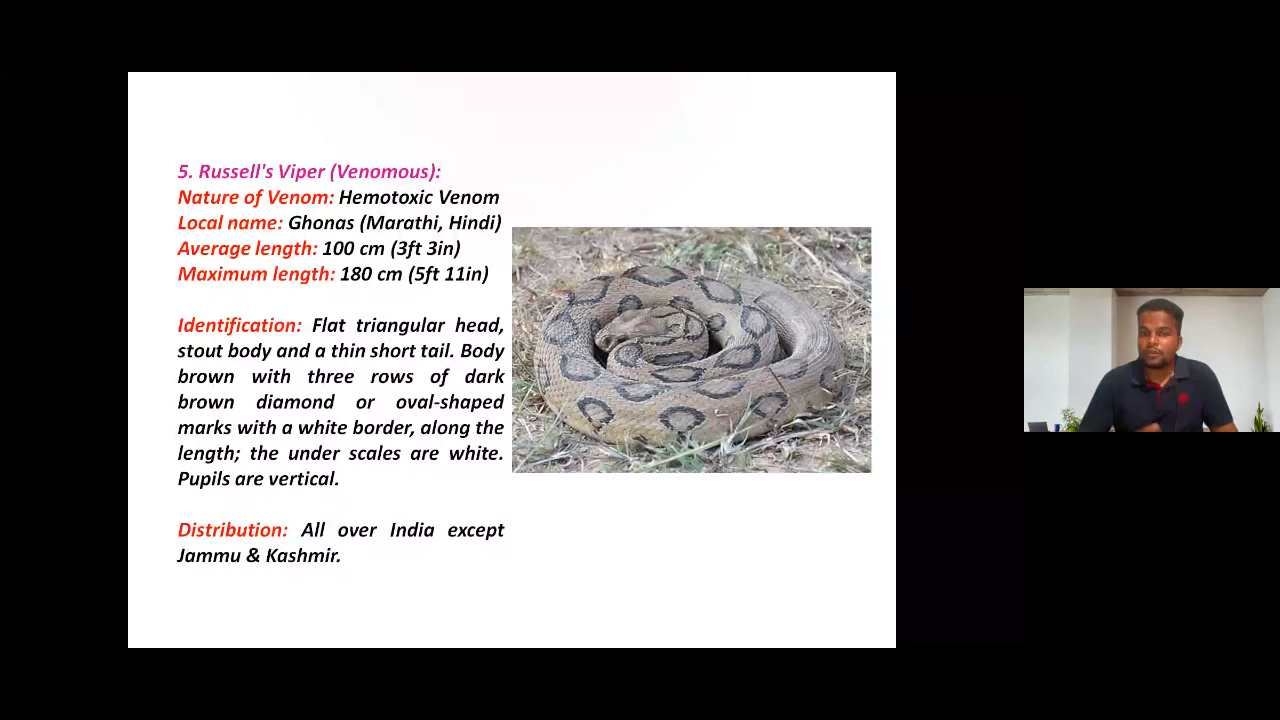 5. Russell's Viper (Venomous):
Nature of Venom: Hemotoxic Venom
Local name: Ghonas (Marathi, Hindi)
Average length: 100 cm (3ft 3in)
Maximum length: 180 cm (5ft 11in)
Identification: Flat triangular head,
stout body and a thin short tail. Body
brown with three rows of dark
brown diamond or oval-shaped
marks with a white border, along the
length; the under scales are white.
Pupils are vertical.
Distribution: All over India except
Jammu & Kashmir.